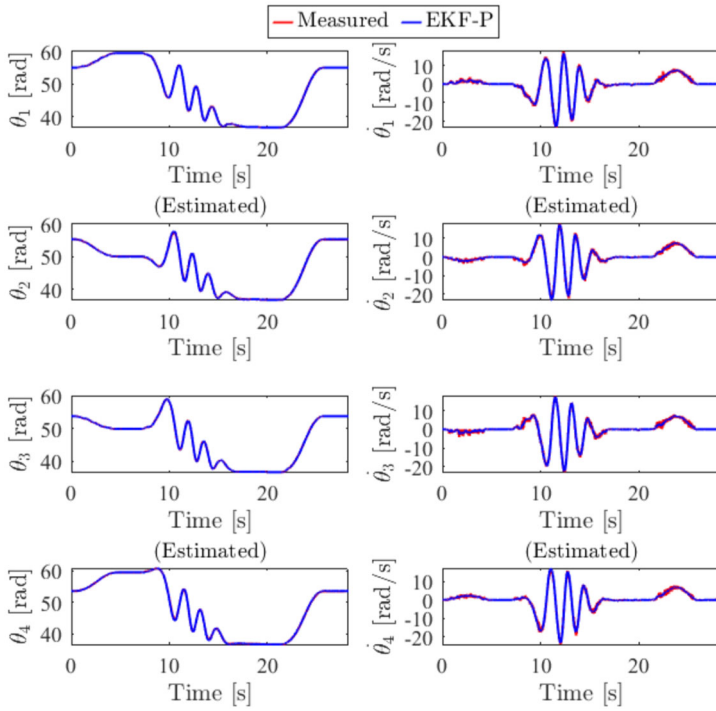 Measured EKF-P
θ₁ [rad] 60 50 40 0 10 20 Time [s]
θ̇₁ [rad/s] 10 0 -10 -20 0 10 20 Time [s]
(Estimated) (Estimated)
θ₂ [rad] 60 50 40 0 10 20 Time [s]
θ̇₂ [rad/s] 10 0 -10 -20 0 10 20 Time [s]
θ₃ [rad] 60 50 40 0 10 20 Time [s]
θ̇₃ [rad/s] 10 0 -10 -20 0 10 20 Time [s]
(Estimated) (Estimated)
θ₄ [rad] 60 50 40 0 10 20 Time [s]
θ̇₄ [rad/s] 10 0 -10 -20 0 10 20 Time [s]